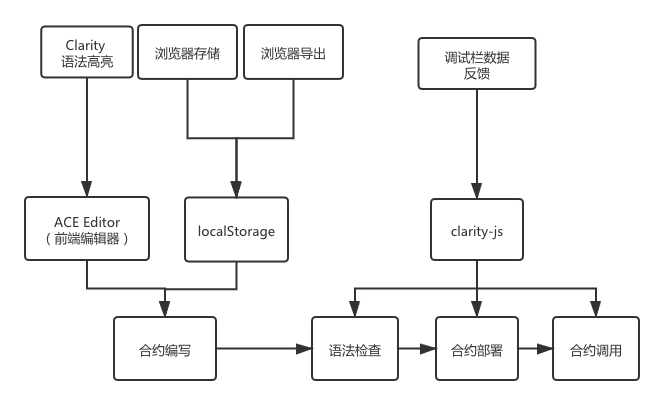 Clarity
语法高亮
浏览器存储
浏览器导出
调试栏数据
反馈
ACE Editor
（前端编辑器）
localStorage
clarity-js
合约编写
语法检查
合约部署
合约调用